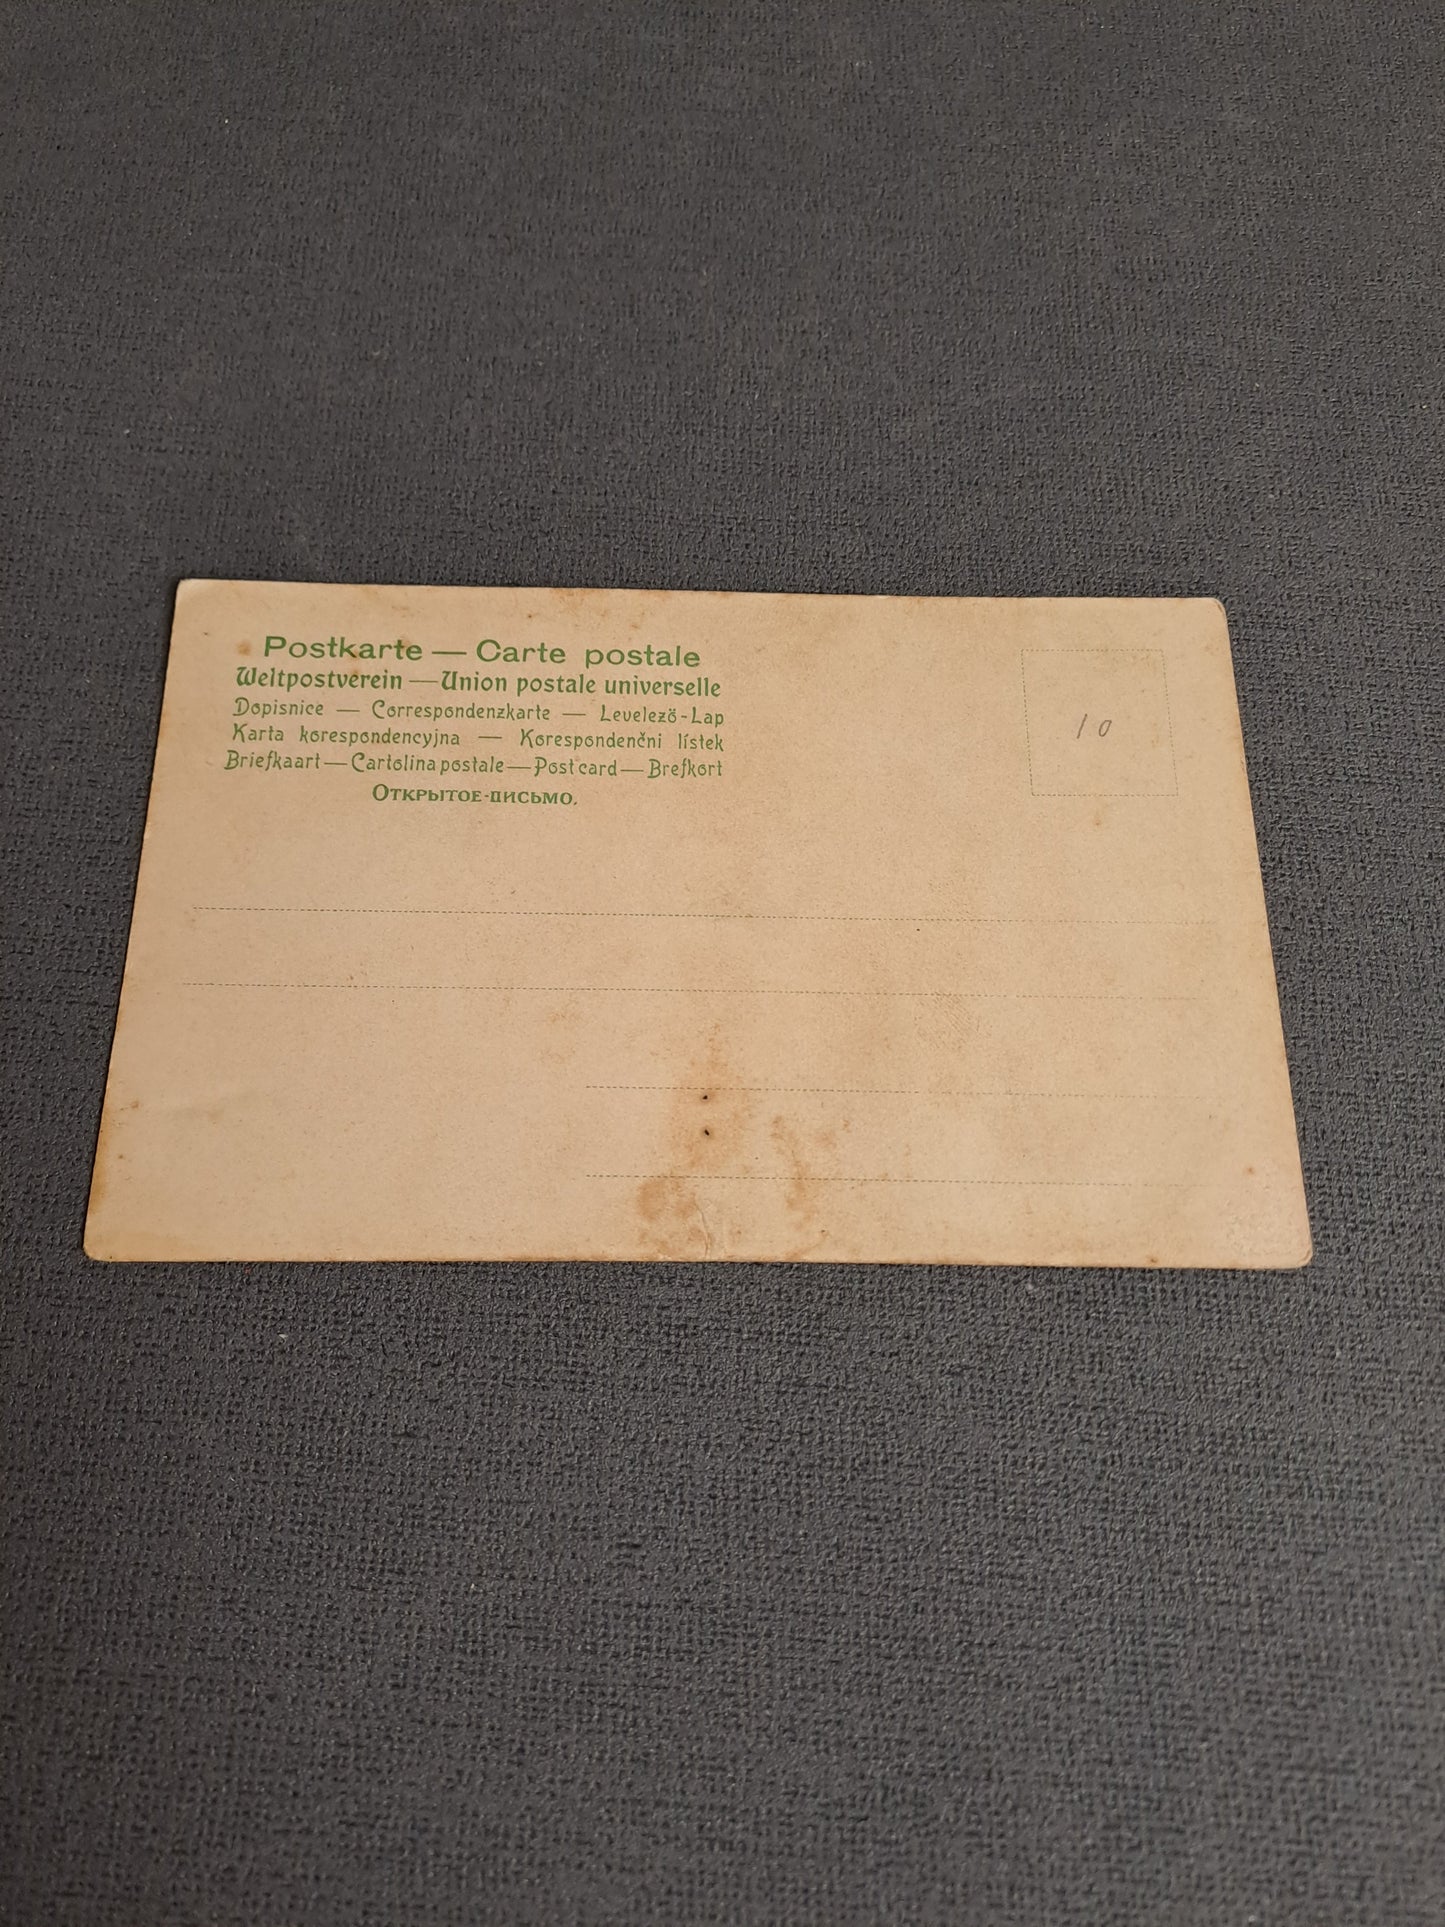 Postkarte — Carte postale
Weltpostverein — Union postale universelle
Dopisnice — Correspondenzkarte — Levelezŏ-Lap
Karta korespondencyjna — Korespondenčni lístek
Briefkaart — Cartolina postale — Post card — Brefkort
Открытое-письмо.
10